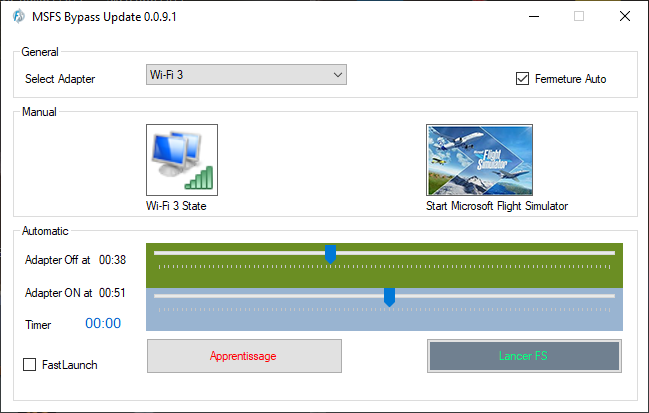 MSFS Bypass Update 0.0.9.1
General
Select Adapter
Wi-Fi 3
Fermeture Auto
Manual
Flight
Simulator
Wi-Fi 3 State
Start Microsoft Flight Simulator
Automatic
Adapter Off at 00:38
Adapter ON at 00:51
Timer 00:00
FastLaunch
Apprentissage
Lancer FS